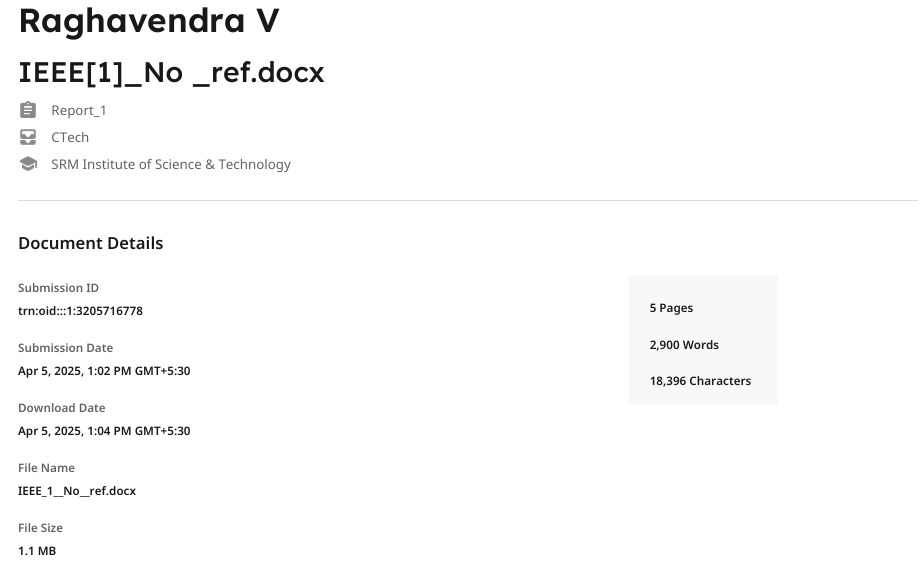 Raghavendra V
IEEE[1]_No _ref.docx
Report_1
CTech
SRM Institute of Science & Technology
Document Details
Submission ID
trn:oid:::1:3205716778
Submission Date
Apr 5, 2025, 1:02 PM GMT+5:30
Download Date
Apr 5, 2025, 1:04 PM GMT+5:30
File Name
IEEE_1__No__ref.docx
File Size
1.1 MB
5 Pages
2,900 Words
18,396 Characters